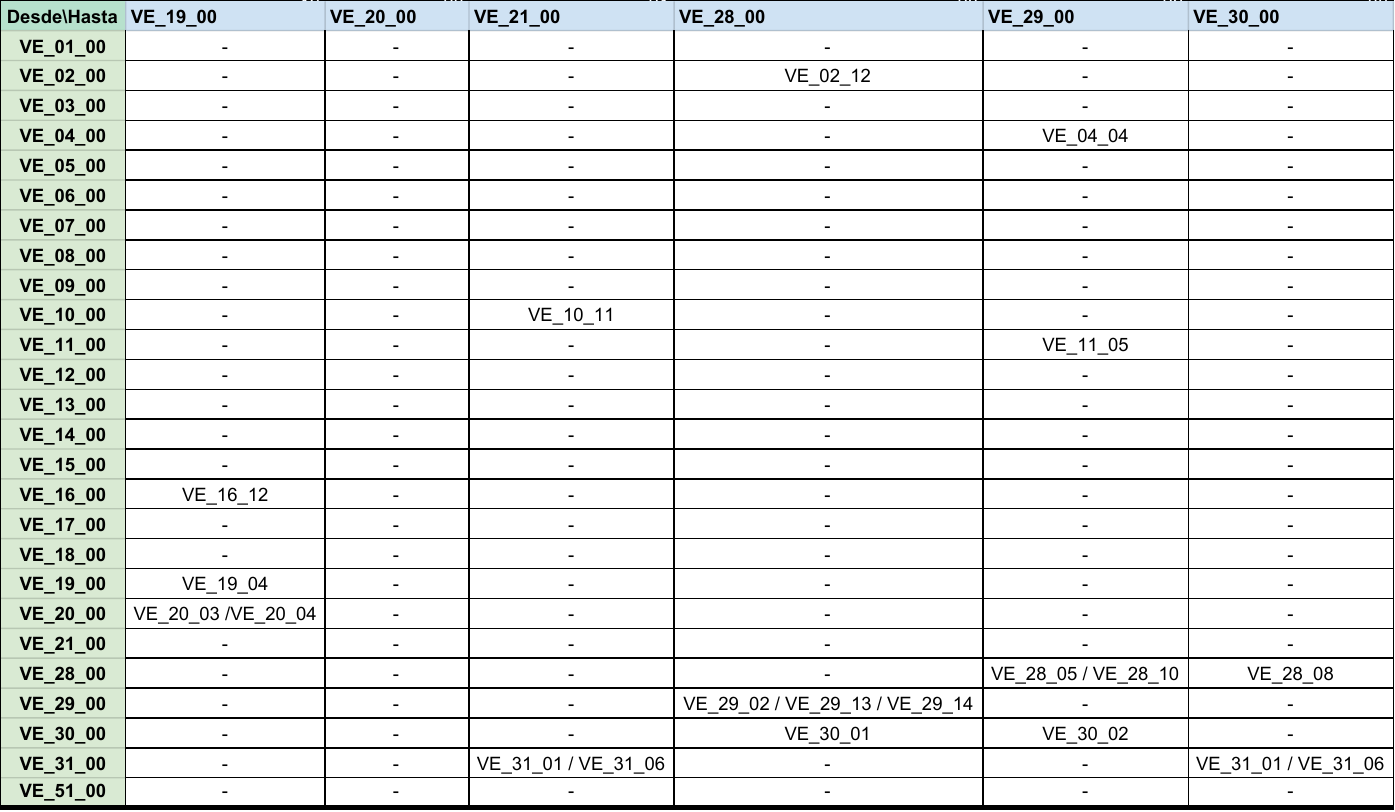 Desde\Hasta VE_19_00 VE_20_00 VE_21_00 VE_28_00 VE_29_00 VE_30_00
VE_01_00 - - - - - -
VE_02_00 - - - VE_02_12 - -
VE_03_00 - - - - - -
VE_04_00 - - - - VE_04_04 -
VE_05_00 - - - - - -
VE_06_00 - - - - - -
VE_07_00 - - - - - -
VE_08_00 - - - - - -
VE_09_00 - - - - - -
VE_10_00 - - VE_10_11 - - -
VE_11_00 - - - - VE_11_05 -
VE_12_00 - - - - - -
VE_13_00 - - - - - -
VE_14_00 - - - - - -
VE_15_00 - - - - - -
VE_16_00 VE_16_12 - - - - -
VE_17_00 - - - - - -
VE_18_00 - - - - - -
VE_19_00 VE_19_04 - - - - -
VE_20_00 VE_20_03 /VE_20_04 - - - - -
VE_21_00 - - - - - -
VE_28_00 - - - - VE_28_05 / VE_28_10 VE_28_08
VE_29_00 - - - VE_29_02 / VE_29_13 / VE_29_14 - -
VE_30_00 - - - VE_30_01 VE_30_02 -
VE_31_00 - - VE_31_01 / VE_31_06 - - VE_31_01 / VE_31_06
VE_51_00 - - - - - -